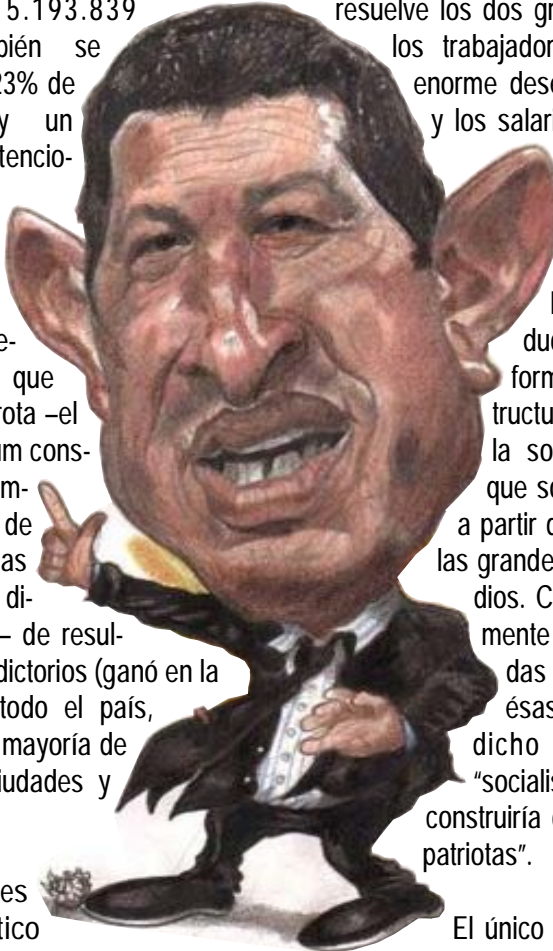 5.193.839
bién se
23% de
y un
tencio-
e-
que
rota –el
um cons-
m-
de
as
di-
– de resul-
dictorios (ganó en la
todo el país,
mayoría de
iudades y
es
tico
resuelve los dos gr
los trabajador
enorme desc
y los salari
duc
form
tructu
la so
que so
a partir d
las grande
dios. C
mente
das
ésas
dicho
“socialis
construiría
patriotas”.
El único